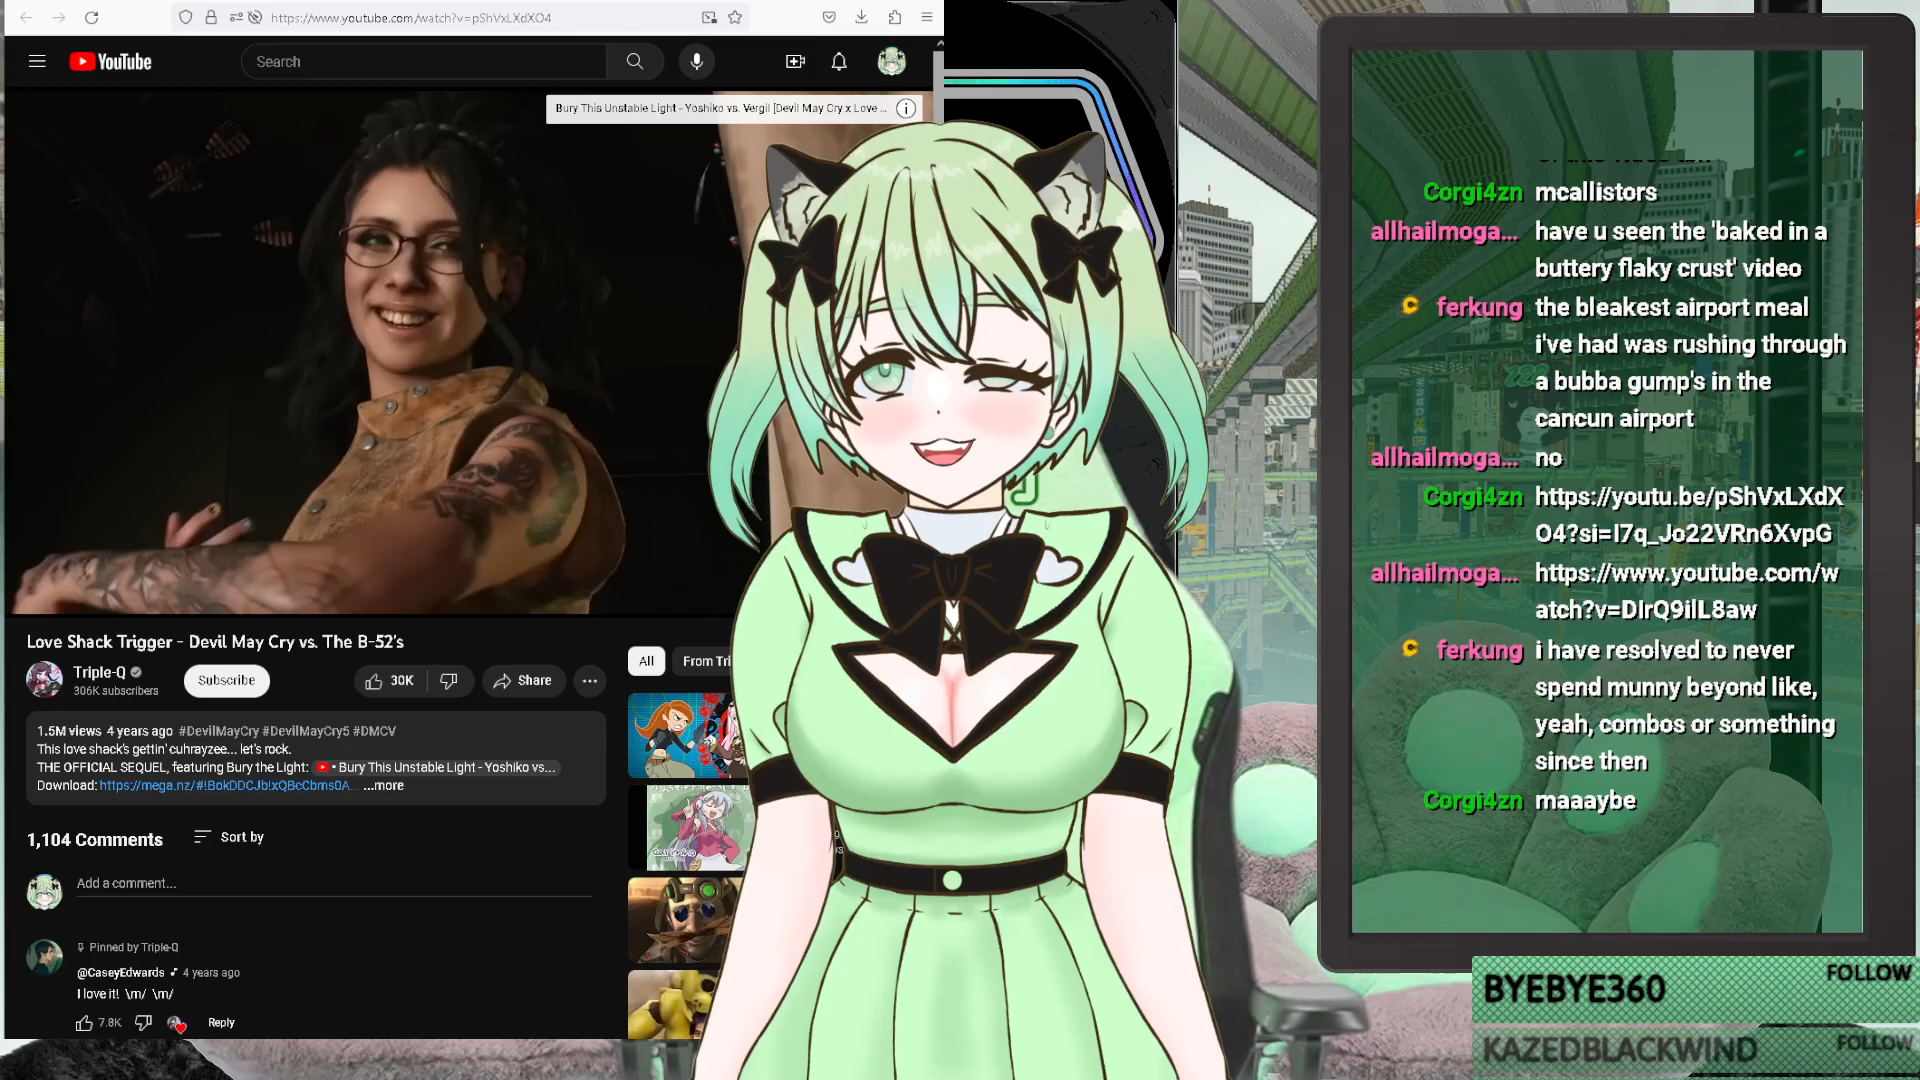 https://www.youtube.com/watch?v=pShVxLXdXO4
YouTube
Search
Bury This Unstable Light - Yoshiko vs. Vergil [Devil May Cry x Love ...
Love Shack Trigger - Devil May Cry vs. The B-52's
Triple-Q
306K subscribers
Subscribe
30K
Share
All
From Tri
1.5M views 4 years ago #DevilMayCry #DevilMayCry5 #DMCV
This love shack's gettin' cuhrayzee... let's rock.
THE OFFICIAL SEQUEL, featuring Bury the Light: • Bury This Unstable Light - Yoshiko vs...
Download: https://mega.nz/#!BokDDCJb!xQBcCbms0A... ...more
1,104 Comments
Sort by
Add a comment...
Pinned by Triple-Q
@CaseyEdwards 4 years ago
I love it! \m/ \m/
7.8K
Reply
Corgi4zn mcallistors
allhailmoga... have u seen the 'baked in a
buttery flaky crust' video
ferkung the bleakest airport meal
i've had was rushing through
a bubba gump's in the
cancun airport
allhailmoga... no
Corgi4zn https://youtu.be/pShVxLXdX
O4?si=I7q_Jo22VRn6XvpG
allhailmoga... https://www.youtube.com/w
atch?v=DIrQ9ilL8aw
ferkung i have resolved to never
spend munny beyond like,
yeah, combos or something
since then
Corgi4zn maaaybe
BYEBYE360 FOLLOW
KAZEDBLACKWIND FOLLOW